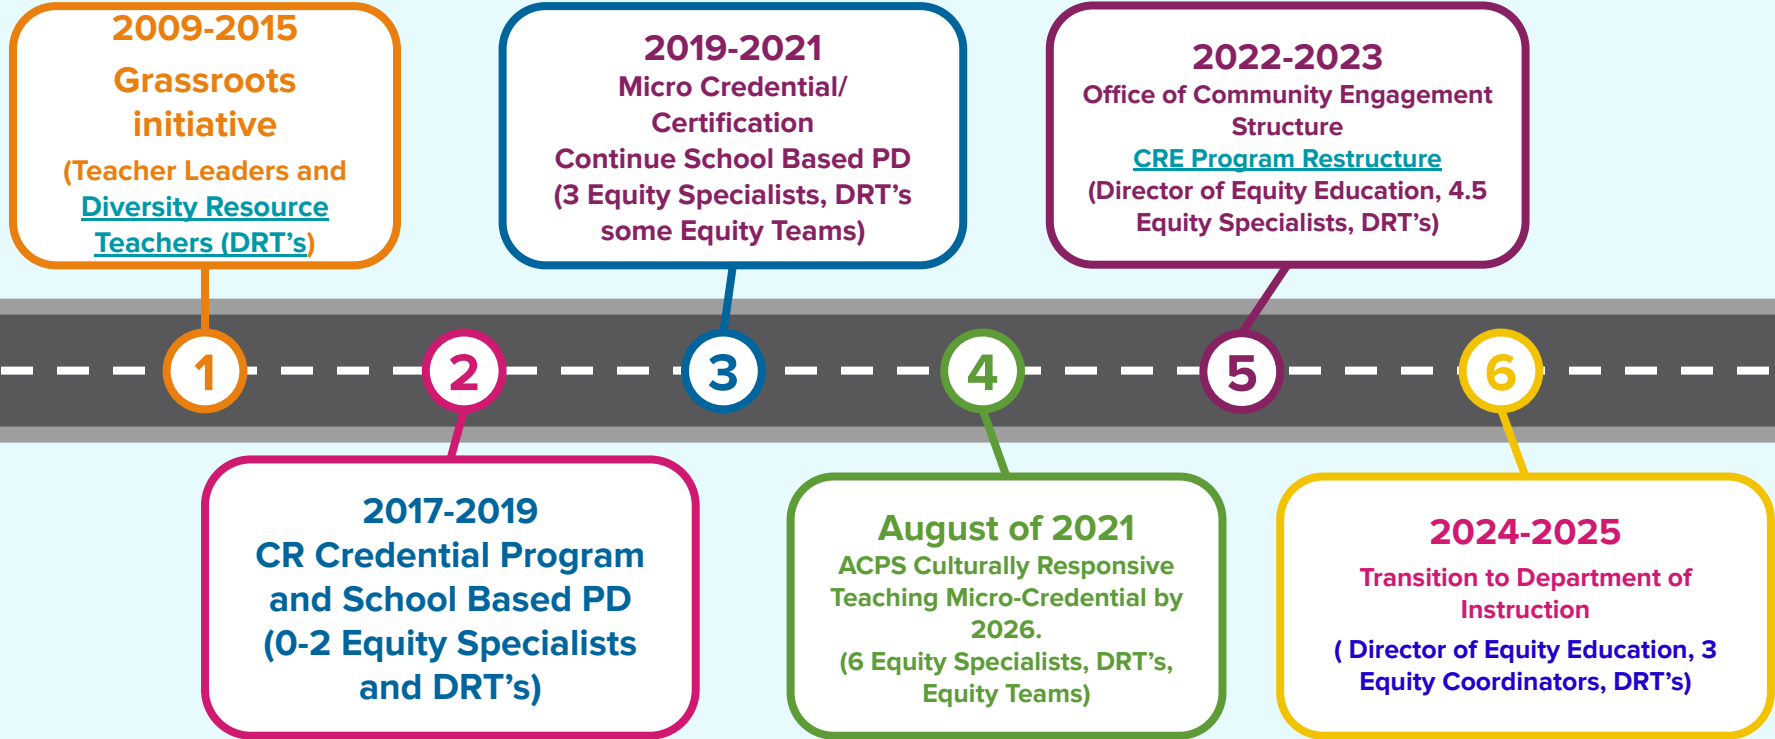 2009-2015
Grassroots
initiative
(Teacher Leaders and
Diversity Resource
Teachers (DRT's)
2019-2021
Micro Credential/
Certification
Continue School Based PD
(3 Equity Specialists, DRT's
some Equity Teams)
2022-2023
Office of Community Engagement
Structure
CRE Program Restructure
(Director of Equity Education, 4.5
Equity Specialists, DRT's)
1
2
3
4
5
6
2017-2019
CR Credential Program
and School Based PD
(0-2 Equity Specialists
and DRT's)
August of 2021
ACPS Culturally Responsive
Teaching Micro-Credential by
2026.
(6 Equity Specialists, DRT's,
Equity Teams)
2024-2025
Transition to Department of
Instruction
( Director of Equity Education, 3
Equity Coordinators, DRT's)